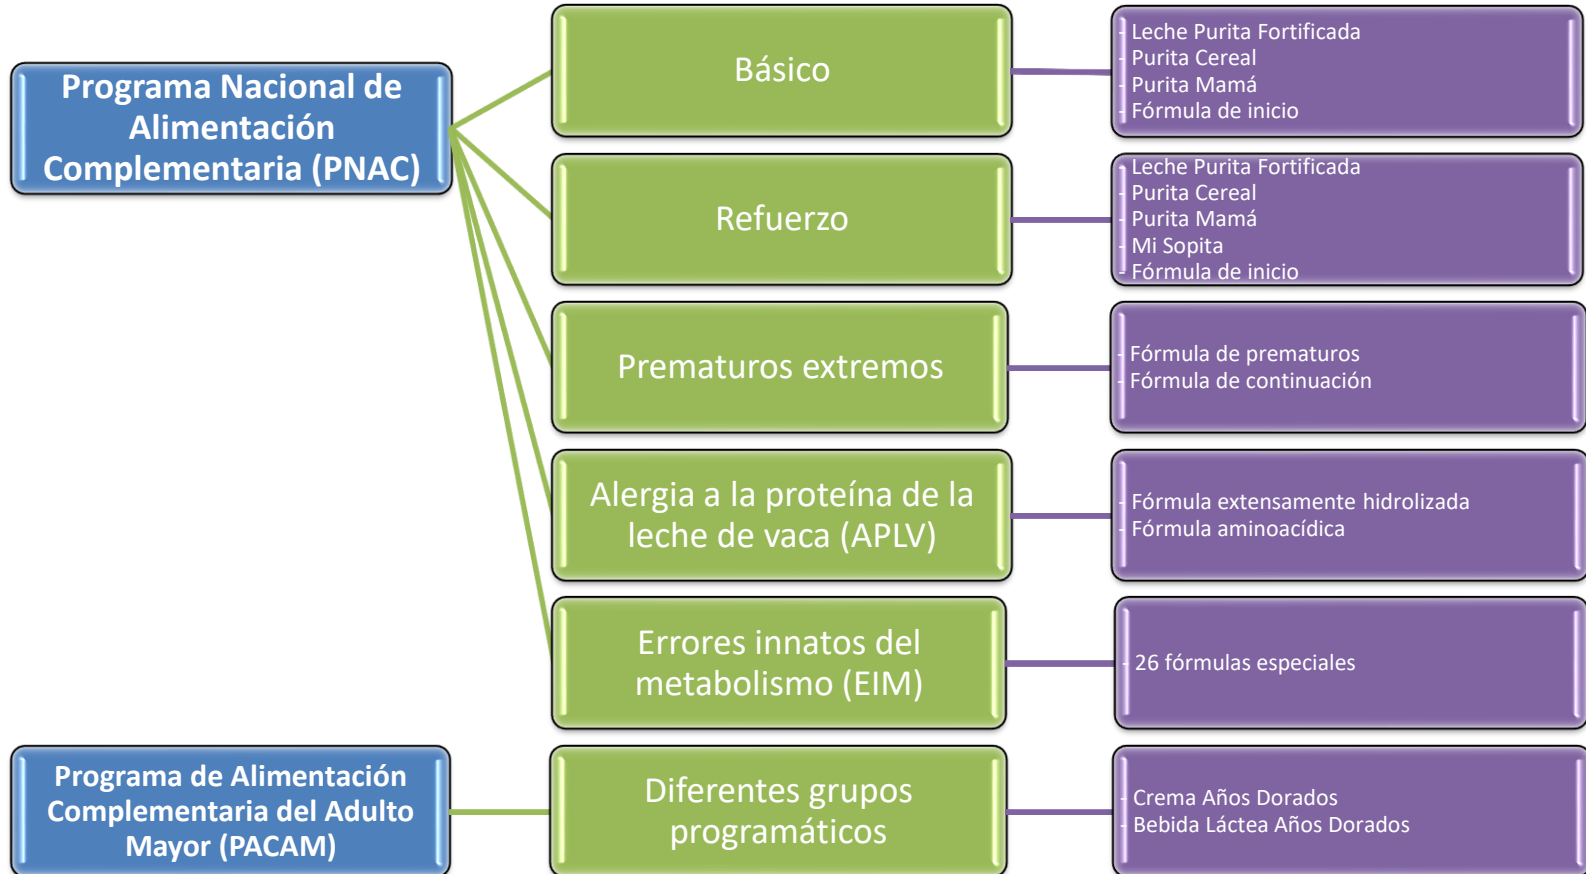 Programa Nacional de
Alimentación
Complementaria (PNAC)
Básico
- Leche Purita Fortificada
- Purita Cereal
- Purita Mamá
- Fórmula de inicio
Refuerzo
- Leche Purita Fortificada
- Purita Cereal
- Purita Mamá
- Mi Sopita
- Fórmula de inicio
Prematuros extremos
- Fórmula de prematuros
- Fórmula de continuación
Alergia a la proteína de la
leche de vaca (APLV)
- Fórmula extensamente hidrolizada
- Fórmula aminoacídica
Errores innatos del
metabolismo (EIM)
- 26 fórmulas especiales
Programa de Alimentación
Complementaria del Adulto
Mayor (PACAM)
Diferentes grupos
programáticos
- Crema Años Dorados
- Bebida Láctea Años Dorados